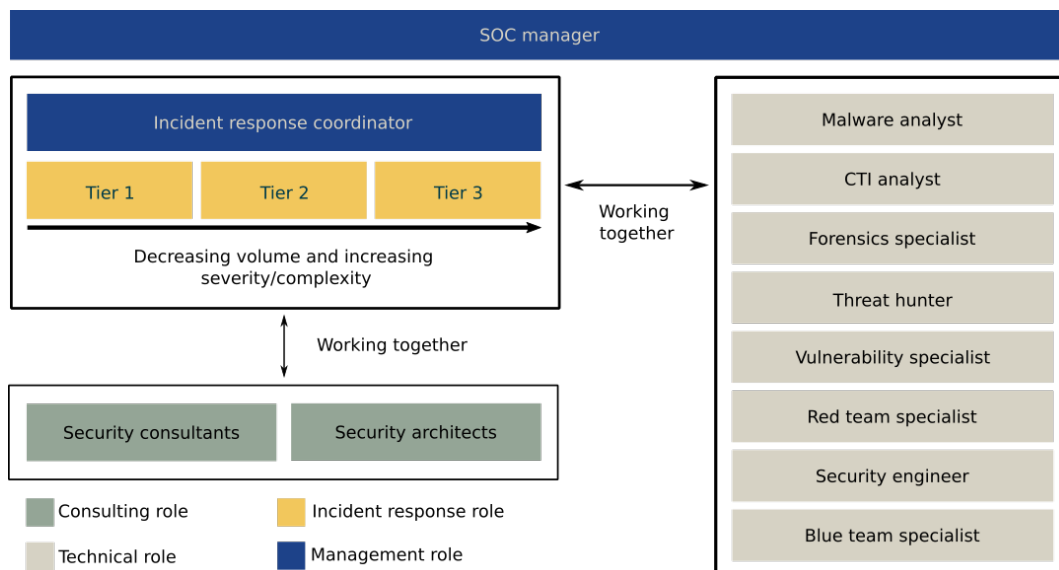 SOC manager
Incident response coordinator
Tier 1
Tier 2
Tier 3
Decreasing volume and increasing
severity/complexity
Working
together
Working together
Security consultants
Security architects
Malware analyst
CTI analyst
Forensics specialist
Threat hunter
Vulnerability specialist
Red team specialist
Security engineer
Blue team specialist
Consulting role
Incident response role
Technical role
Management role